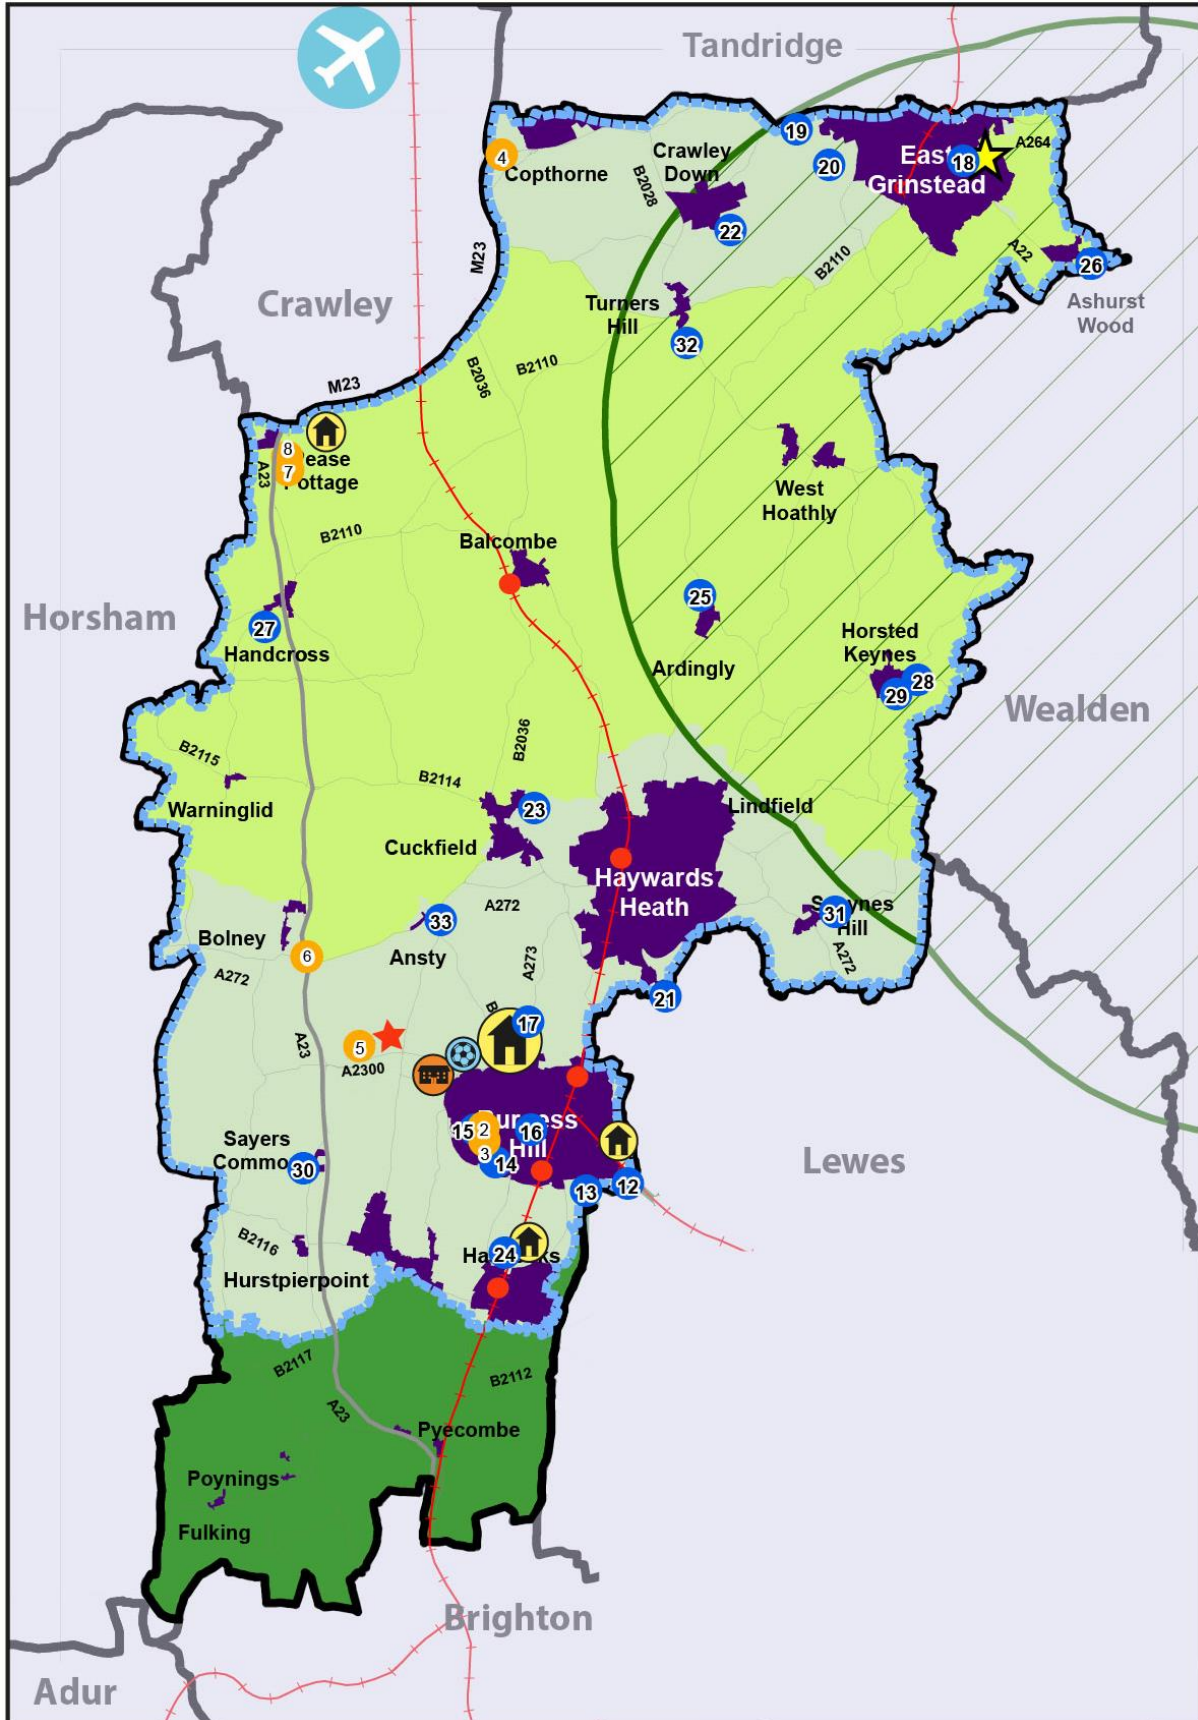 Tandridge
19
A264
4
Crawley
Down
East
18
Grinstead
20
Copthorne
B2028
22
M23
B2110
A22
26
Crawley
Turners
Hill
Ashurst
Wood
32
B2036
B2110
M23
8
7
A23
Pottage
West
Hoathly
B2110
Balcombe
25
Horsham
27
Handcross
Horsted
Keynes
Ardingly
28
29
Wealden
B2115
B2036
B2114
Warninglid
23
Lindfield
Cuckfield
Haywards
Heath
A272
33
31
Hill
Bolney
Ansty
6
A273
A272
A272
21
17
A23
5
A2300
15
2
16
3
14
Hill
Sayers
30
Lewes
13
12
B2116
24
Hurstpierpoint
B2117
B2112
A23
Pyecombe
Poynings
Fulking
Brighton
Adur